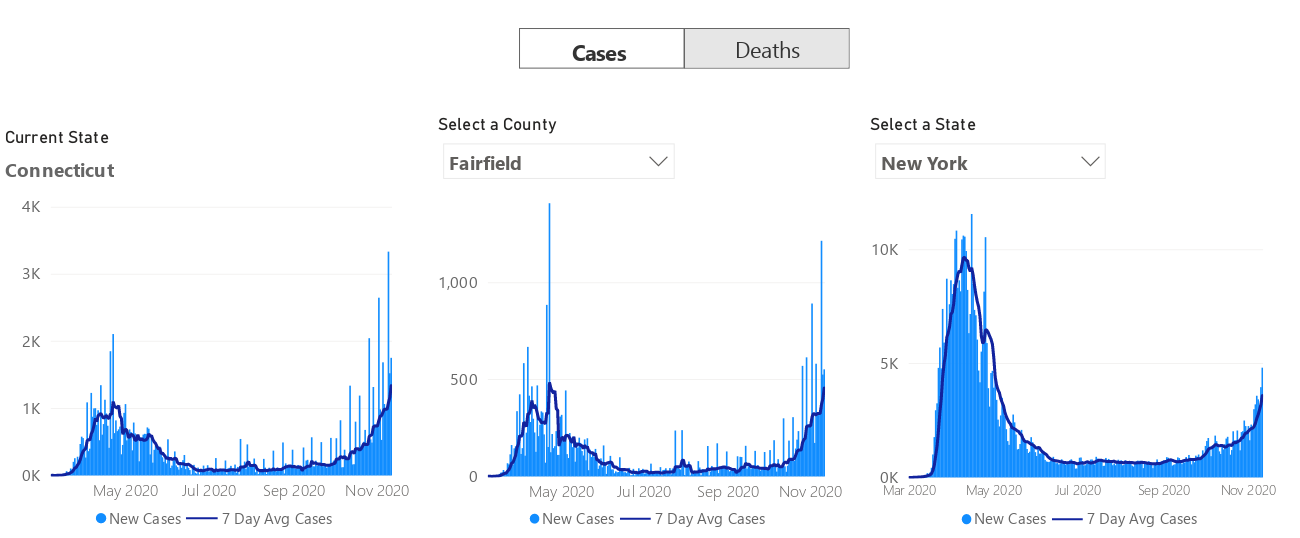 Cases Deaths
Current State
Connecticut
4K
3K
2K
1K
0K
May 2020 Jul 2020 Sep 2020 Nov 2020
New Cases 7 Day Avg Cases
Select a County
Fairfield
1,000
500
0
May 2020 Jul 2020 Sep 2020 Nov 2020
New Cases 7 Day Avg Cases
Select a State
New York
10K
5K
0K
Mar 2020 May 2020 Jul 2020 Sep 2020 Nov 2020
New Cases 7 Day Avg Cases